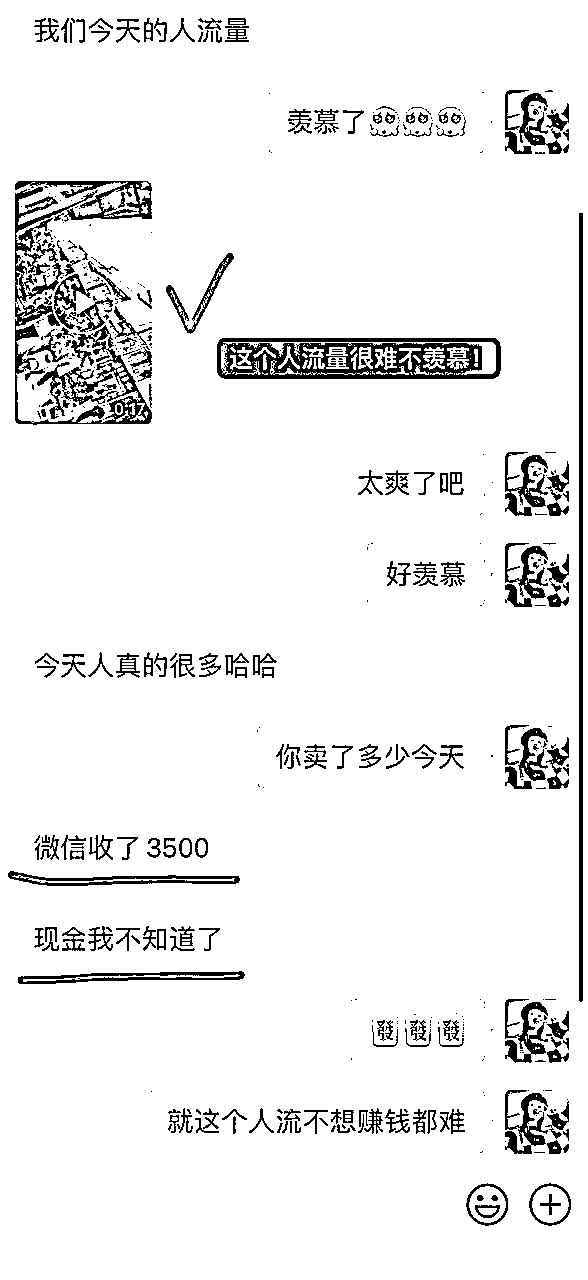 我们今天的人流量
羡慕了
0:17
这个人流量很难不羡慕！
太爽了吧
好羡慕
今天人真的很多哈哈
你卖了多少今天
微信收了 3500
现金我不知道了
發 發 發
就这个人流不想赚钱都难